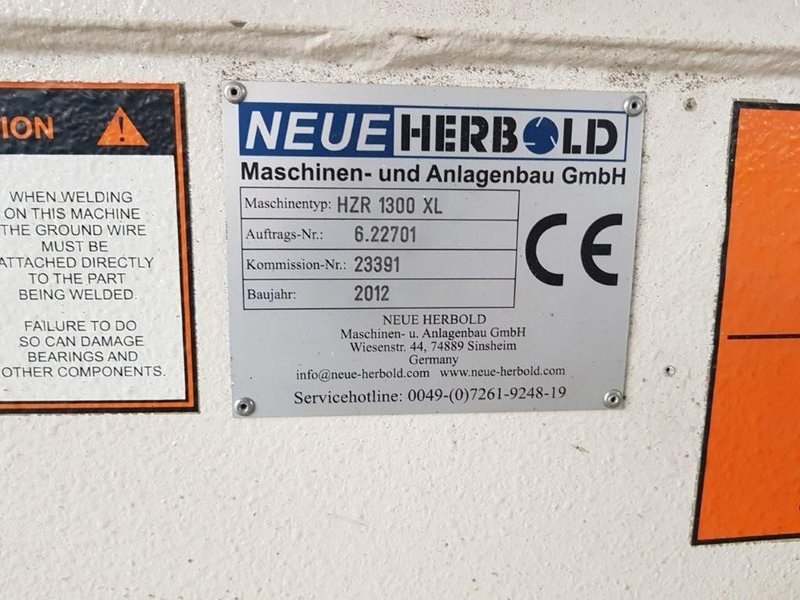 ION
WHEN WELDING
ON THIS MACHINE
THE GROUND WIRE
MUST BE
ATTACHED DIRECTLY
TO THE PART
BEING WELDED.
FAILURE TO DO
SO CAN DAMAGE
BEARINGS AND
OTHER COMPONENTS.
NEUE HERBOLD
Maschinen- und Anlagenbau GmbH
Maschinentyp: HZR 1300 XL
Auftrags-Nr.: 6.22701
Kommission-Nr.: 23391
Baujahr: 2012
CE
NEUE HERBOLD
Maschinen- u. Anlagenbau GmbH
Wiesenstr. 44, 74889 Sinsheim
Germany
info@neue-herbold.com www.neue-herbold.com
Servicehotline: 0049-(0)7261-9248-19